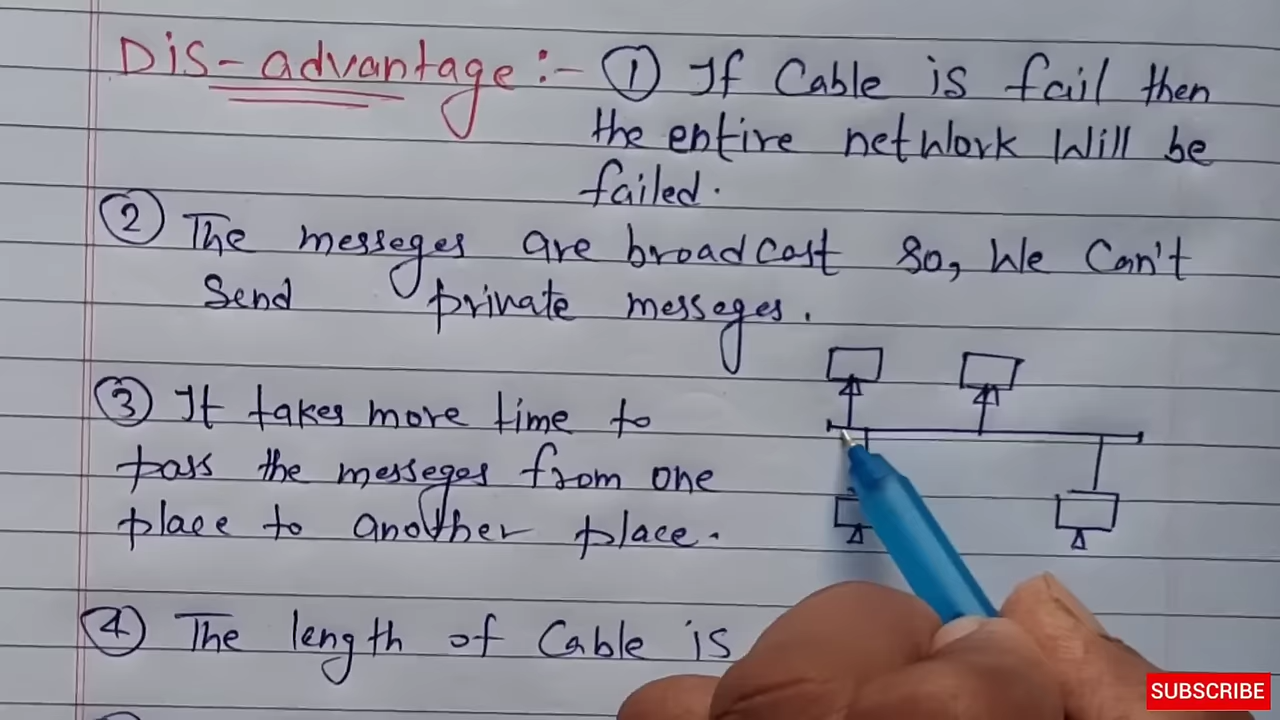 Dis-advantage :- ① If Cable is fail then
the entire network will be
failed.
② The messeges are broadcast so, we can't
send private messeges.
③ It takes more time to
pass the messeges from one
place to another place.
④ The length of Cable is
SUBSCRIBE